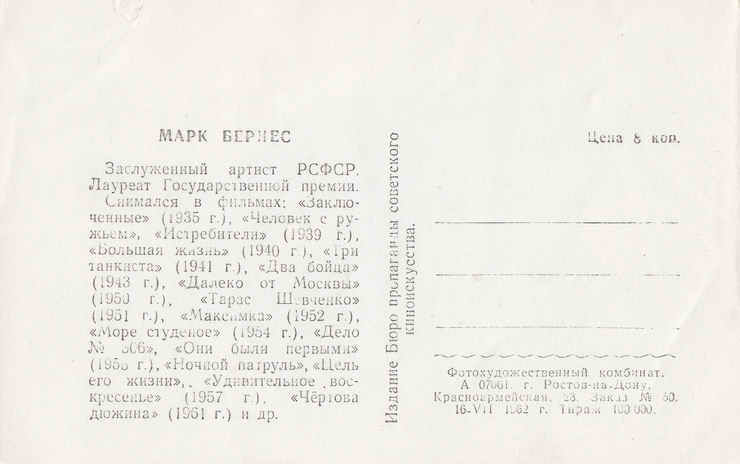 МАРК БЕРНЕС
Заслуженный артист РСФСР.
Лауреат Государственной премии.
Снимался в фильмах: «Заклю-
ченные» (1935 г.), «Человек с ру-
жьем», «Истребители» (1939 г.),
«Большая жизнь» (1940 г.), «Три
танкиста» (1941 г.), «Два бойца»
(1943 г.), «Далеко от Москвы»
(1950 г.), «Тарас Шевченко»
(1951 г.), «Максимка» (1952 г.),
«Море студеное» (1954 г.), «Дело
№ 306», «Они были первыми»
(1956 г.), «Ночной патруль», «Цель
его жизни», «Удивительное вос-
кресенье» (1957 г.), «Чёртова
дюжина» (1961 г.) и др.
Издание Бюро пропаганды советского
киноискусства.
Цена 8 коп.
Фотохудожественный комбинат.
А 07061. г. Ростов-на-Дону,
Красноармейская, 28. Заказ № 60.
16-VII 1962 г. Тираж 100 000.